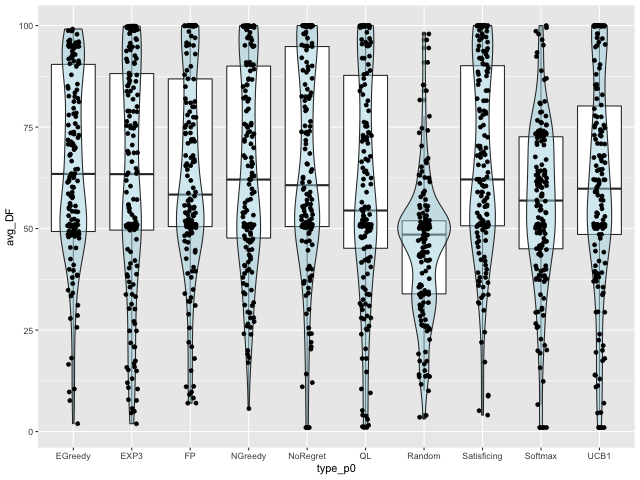 100
75
50
25
0
avg_DF
EGreedy EXP3 FP NGreedy NoRegret QL Random Satisficing Softmax UCB1
type_p0